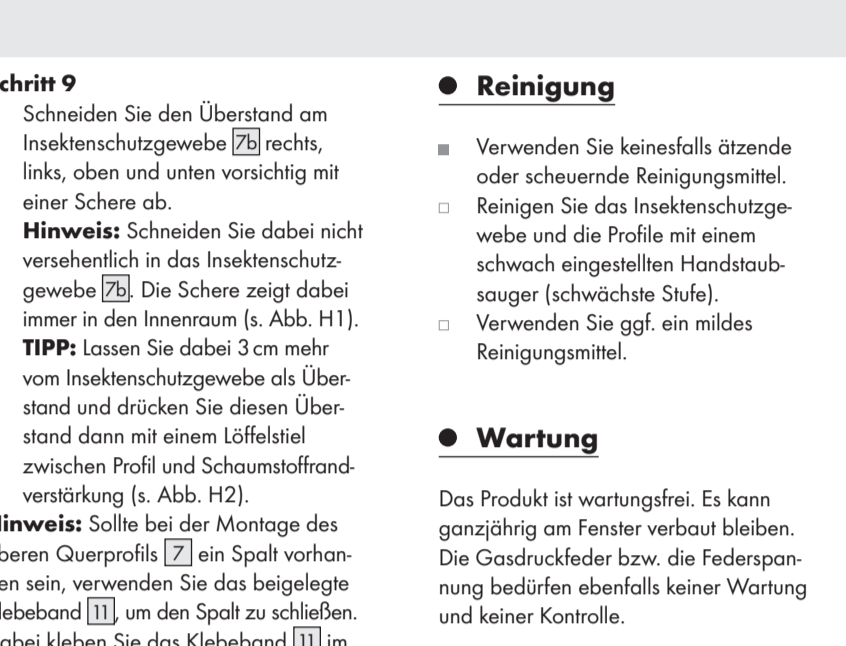 chritt 9
Schneiden Sie den Überstand am
Insektenschutzgewebe 7b rechts,
links, oben und unten vorsichtig mit
einer Schere ab.
Hinweis: Schneiden Sie dabei nicht
versehentlich in das Insektenschutz-
gewebe 7b. Die Schere zeigt dabei
immer in den Innenraum (s. Abb. H1).
TIPP: Lassen Sie dabei 3 cm mehr
vom Insektenschutzgewebe als Über-
stand und drücken Sie diesen Über-
stand dann mit einem Löffelstiel
zwischen Profil und Schaumstoffrand-
verstärkung (s. Abb. H2).
inweis: Sollte bei der Montage des
beren Querprofils 7 ein Spalt vorhan-
en sein, verwenden Sie das beigelegte
lebeband 11, um den Spalt zu schließen.
abei kleben Sie das Klebeband 11 im
● Reinigung
■ Verwenden Sie keinesfalls ätzende
oder scheuernde Reinigungsmittel.
□ Reinigen Sie das Insektenschutzge-
webe und die Profile mit einem
schwach eingestellten Handstaub-
sauger (schwächste Stufe).
□ Verwenden Sie ggf. ein mildes
Reinigungsmittel.
● Wartung
Das Produkt ist wartungsfrei. Es kann
ganzjährig am Fenster verbaut bleiben.
Die Gasdruckfeder bzw. die Federspan-
nung bedürfen ebenfalls keiner Wartung
und keiner Kontrolle.